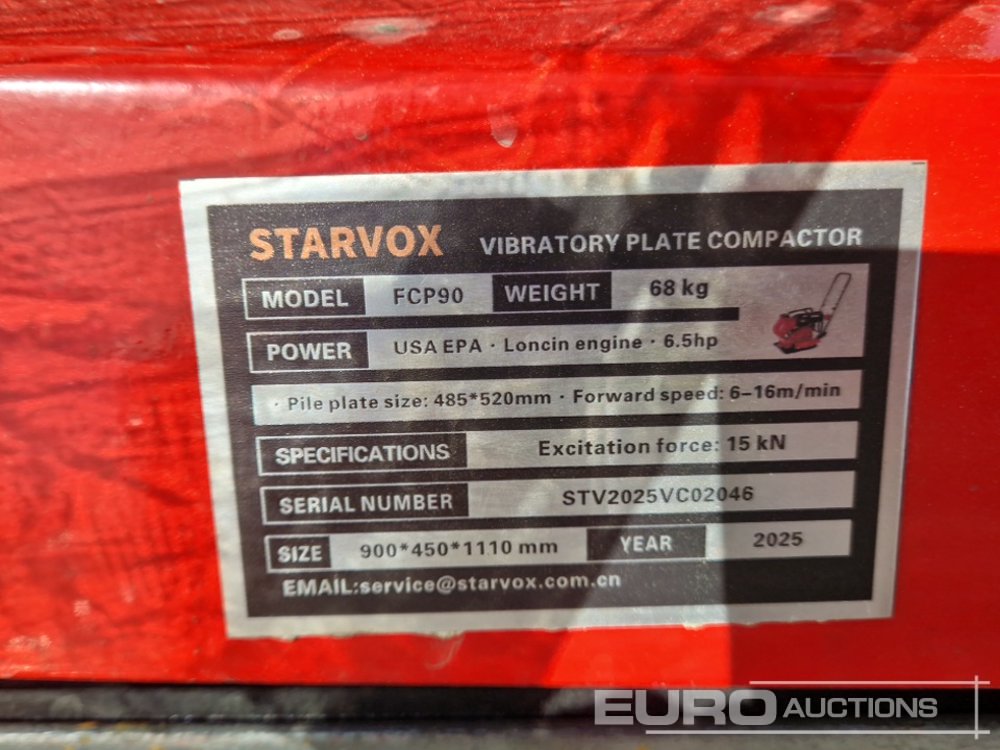 STARVOX VIBRATORY PLATE COMPACTOR
MODEL FCP90 WEIGHT 68 kg
POWER USA EPA · Loncin engine · 6.5hp
· Pile plate size: 485*520mm · Forward speed: 6-16m/min
SPECIFICATIONS Excitation force: 15 kN
SERIAL NUMBER STV2025VC02046
SIZE 900*450*1110 mm YEAR 2025
EMAIL:service@starvox.com.cn
EURO AUCTIONS